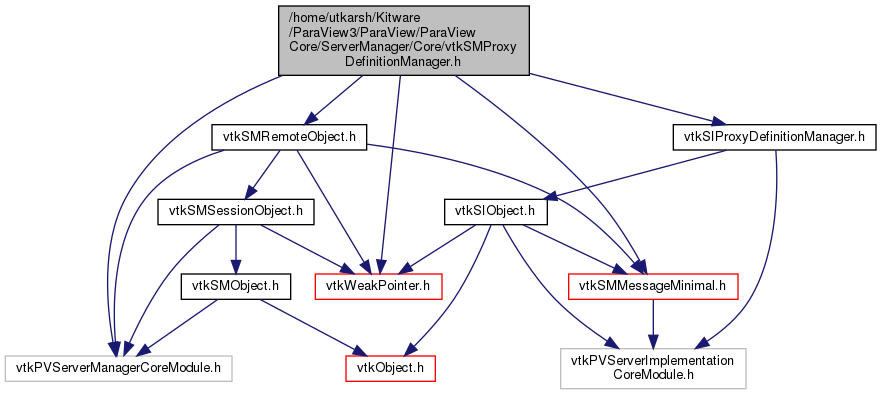 /home/utkarsh/Kitware
/ParaView3/ParaView/ParaView
Core/ServerManager/Core/vtkSMProxy
DefinitionManager.h
vtkSMRemoteObject.h
vtkSIProxyDefinitionManager.h
vtkSMSessionObject.h
vtkSIObject.h
vtkSMObject.h
vtkWeakPointer.h
vtkSMMessageMinimal.h
vtkPVServerManagerCoreModule.h
vtkObject.h
vtkPVServerImplementation
CoreModule.h